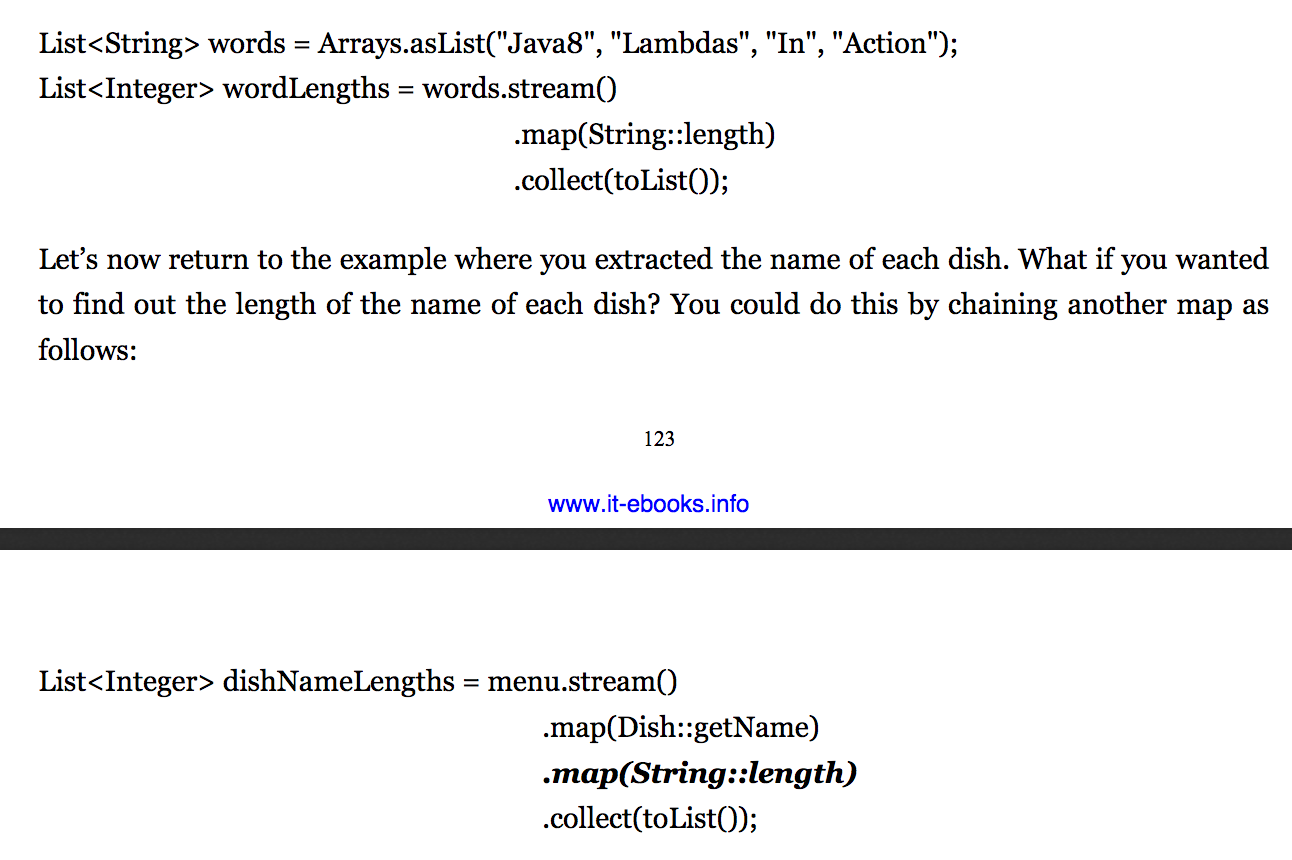 List<String> words = Arrays.asList("Java8", "Lambdas", "In", "Action");
List<Integer> wordLengths = words.stream()
.map(String::length)
.collect(toList());
Let’s now return to the example where you extracted the name of each dish. What if you wanted
to find out the length of the name of each dish? You could do this by chaining another map as
follows:
123
www.it-ebooks.info
List<Integer> dishNameLengths = menu.stream()
.map(Dish::getName)
.map(String::length)
.collect(toList());